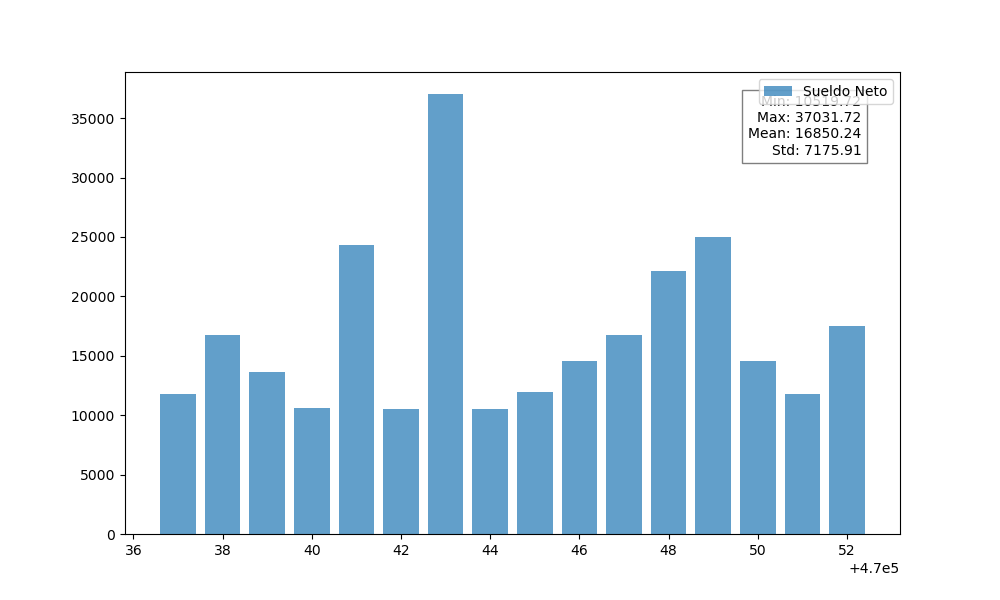 Sueldo Neto
Min: 10519.72
Max: 37031.72
Mean: 16850.24
Std: 7175.91
35000
30000
25000
20000
15000
10000
5000
0
36 38 40 42 44 46 48 50 52
+4.7e5